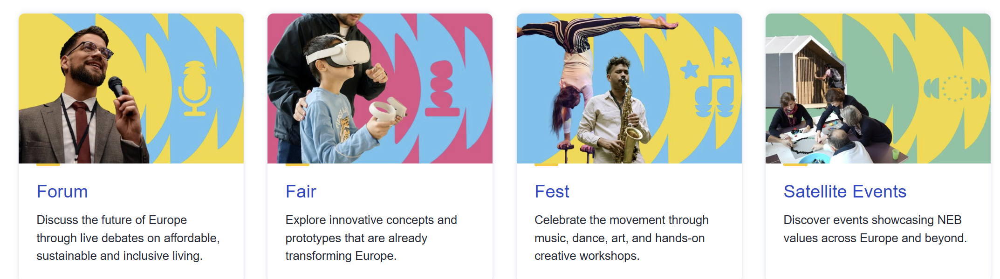 Forum
Discuss the future of Europe
through live debates on affordable,
sustainable and inclusive living.
Fair
Explore innovative concepts and
prototypes that are already
transforming Europe.
Fest
Celebrate the movement through
music, dance, art, and hands-on
creative workshops.
Satellite Events
Discover events showcasing NEB
values across Europe and beyond.